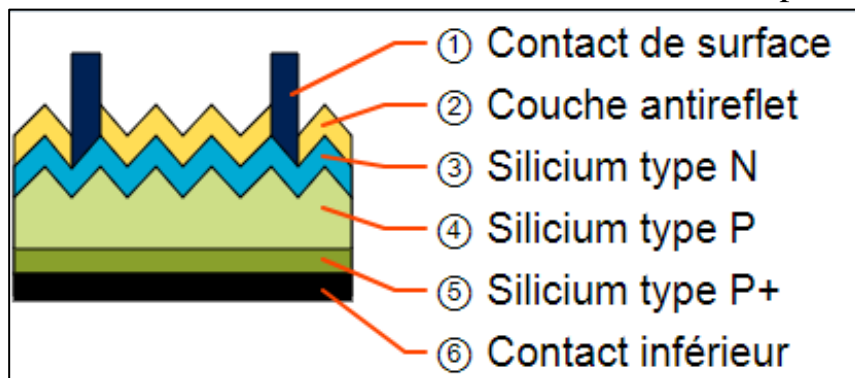 ① Contact de surface
② Couche antireflet
③ Silicium type N
④ Silicium type P
⑤ Silicium type P+
⑥ Contact inférieur